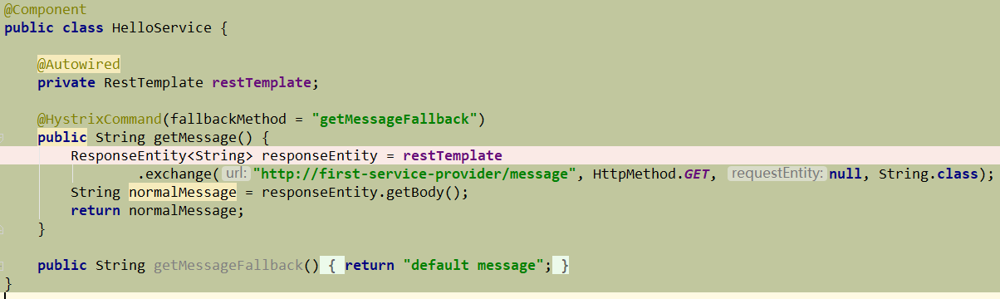 @Component
public class HelloService {
@Autowired
private RestTemplate restTemplate;
@HystrixCommand(fallbackMethod = "getMessageFallback")
public String getMessage() {
ResponseEntity<String> responseEntity = restTemplate
.exchange( url: "http://first-service-provider/message", HttpMethod.GET, requestEntity: null, String.class);
String normalMessage = responseEntity.getBody();
return normalMessage;
}
public String getMessageFallback() { return "default message"; }
}